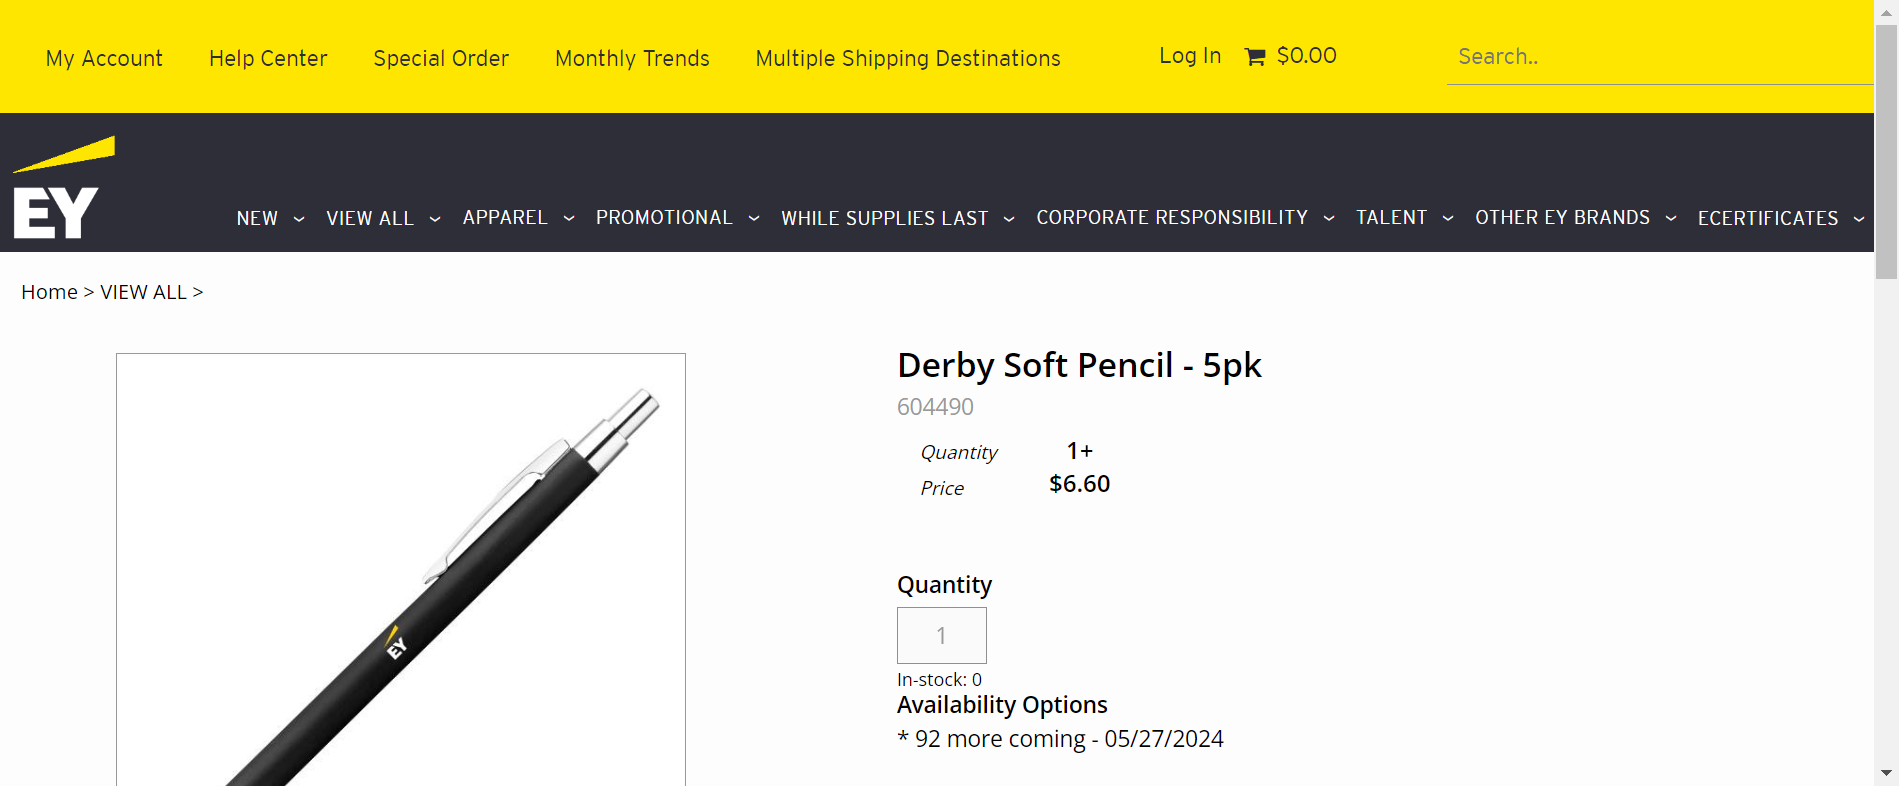 My Account Help Center Special Order Monthly Trends Multiple Shipping Destinations Log In $0.00 Search..
EY
NEW VIEW ALL APPAREL PROMOTIONAL WHILE SUPPLIES LAST CORPORATE RESPONSIBILITY TALENT OTHER EY BRANDS ECERTIFICATES
Home > VIEW ALL >
EY
Derby Soft Pencil - 5pk
604490
Quantity 1+
Price $6.60
Quantity
1
In-stock: 0
Availability Options
* 92 more coming - 05/27/2024